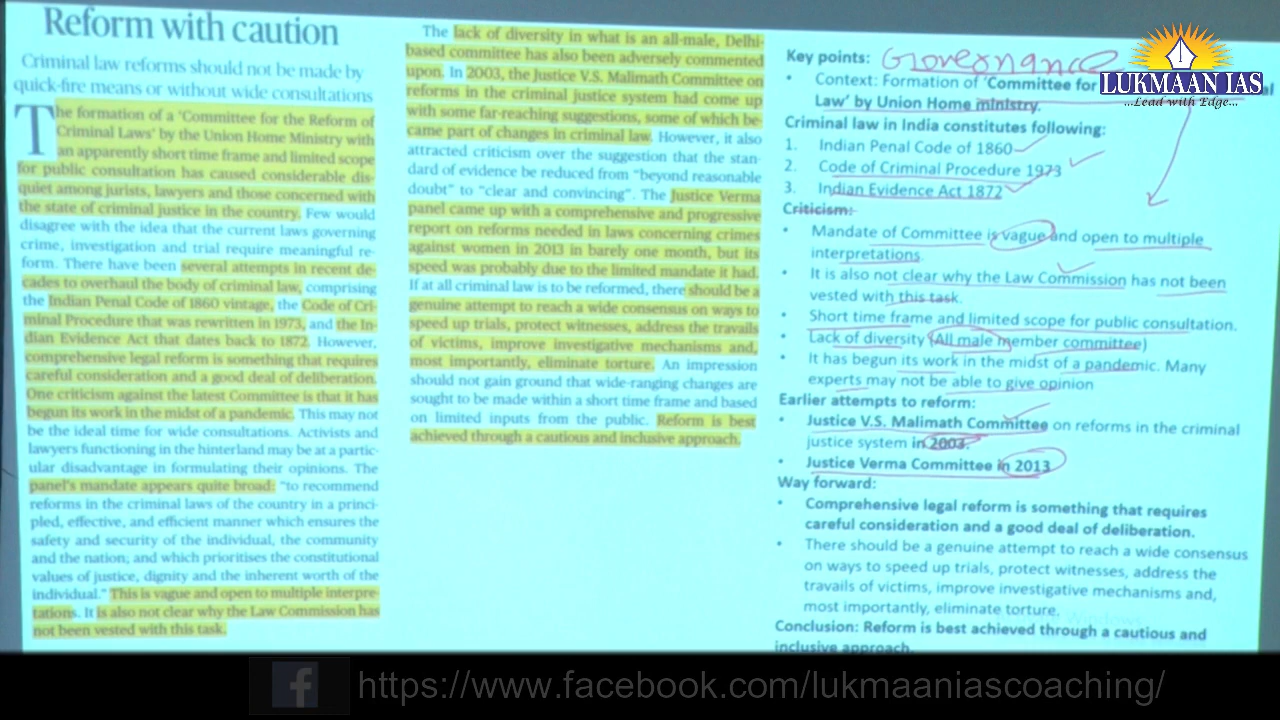 Reform with caution
Criminal law reforms should not be made by
quick-fire means or without wide consultations
The formation of a 'Committee for the Reform of
Criminal Laws' by the Union Home Ministry with
an apparently short time frame and limited scope
for public consultation has caused considerable dis-
quiet among jurists, lawyers and those concerned with
the state of criminal justice in the country. Few would
disagree with the idea that the current laws governing
crime, investigation and trial require meaningful re-
form. There have been several attempts in recent de-
cades to overhaul the body of criminal law, comprising
the Indian Penal Code of 1860 vintage, the Code of Cri-
minal Procedure that was rewritten in 1973, and the In-
dian Evidence Act that dates back to 1872. However,
comprehensive legal reform is something that requires
careful consideration and a good deal of deliberation.
One criticism against the latest Committee is that it has
begun its work in the midst of a pandemic. This may not
be the ideal time for wide consultations. Activists and
lawyers functioning in the hinterland may be at a partic-
ular disadvantage in formulating their opinions. The
panel's mandate appears quite broad: "to recommend
reforms in the criminal laws of the country in a princi-
pled, effective, and efficient manner which ensures the
safety and security of the individual, the community
and the nation; and which prioritises the constitutional
values of justice, dignity and the inherent worth of the
individual." This is vague and open to multiple interpre-
tations. It is also not clear why the Law Commission has
not been vested with this task.
The lack of diversity in what is an all-male, Delhi-
based committee has also been adversely commented
upon. In 2003, the Justice V.S. Malimath Committee on
reforms in the criminal justice system had come up
with some far-reaching suggestions, some of which be-
came part of changes in criminal law. However, it also
attracted criticism over the suggestion that the stan-
dard of evidence be reduced from "beyond reasonable
doubt" to "clear and convincing". The Justice Verma
panel came up with a comprehensive and progressive
report on reforms needed in laws concerning crimes
against women in 2013 in barely one month, but its
speed was probably due to the limited mandate it had.
If at all criminal law is to be reformed, there should be a
genuine attempt to reach a wide consensus on ways to
speed up trials, protect witnesses, address the travails
of victims, improve investigative mechanisms and,
most importantly, eliminate torture. An impression
should not gain ground that wide-ranging changes are
sought to be made within a short time frame and based
on limited inputs from the public. Reform is best
achieved through a cautious and inclusive approach.
Key points: Governance
• Context: Formation of 'Committee for
Law' by Union Home ministry.
Criminal law in India constitutes following:
1. Indian Penal Code of 1860
2. Code of Criminal Procedure 1973
3. Indian Evidence Act 1872
Criticism:
• Mandate of Committee is vague and open to multiple
interpretations.
• It is also not clear why the Law Commission has not been
vested with this task.
• Short time frame and limited scope for public consultation.
• Lack of diversity (All male member committee)
• It has begun its work in the midst of a pandemic. Many
experts may not be able to give opinion
Earlier attempts to reform:
• Justice V.S. Malimath Committee on reforms in the criminal
justice system in 2003.
• Justice Verma Committee in 2013
Way forward:
• Comprehensive legal reform is something that requires
careful consideration and a good deal of deliberation.
• There should be a genuine attempt to reach a wide consensus
on ways to speed up trials, protect witnesses, address the
travails of victims, improve investigative mechanisms and,
most importantly, eliminate torture.
Conclusion: Reform is best achieved through a cautious and
inclusive approach.
LUKMAAN IAS
...Lead with Edge...
f https://www.facebook.com/lukmaaniascoaching/